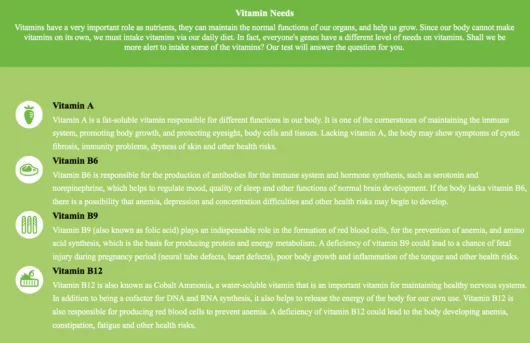 Vitamin Needs
Vitamins have a very important role as nutrients, they can maintain the normal functions of our organs, and help us grow. Since our body cannot make
vitamins on its own, we must intake vitamins via our daily diet. In fact, everyone's genes have a different level of needs on vitamins. Shall we be
more alert to intake some of the vitamins? Our test will answer the question for you.
Vitamin A
Vitamin A is a fat-soluble vitamin responsible for different functions in our body. It is one of the cornerstones of maintaining the immune
system, promoting body growth, and protecting eyesight, body cells and tissues. Lacking vitamin A, the body may show symptoms of cystic
fibrosis, immunity problems, dryness of skin and other health risks.
Vitamin B6
Vitamin B6 is responsible for the production of antibodies for the immune system and hormone synthesis, such as serotonin and
norepinephrine, which helps to regulate mood, quality of sleep and other functions of normal brain development. If the body lacks vitamin B6,
there is a possibility that anemia, depression and concentration difficulties and other health risks may begin to develop.
Vitamin B9
Vitamin B9 (also known as folic acid) plays an indispensable role in the formation of red blood cells, for the prevention of anemia, and amino
acid synthesis, which is the basis for producing protein and energy metabolism. A deficiency of vitamin B9 could lead to a chance of fetal
injury during pregnancy period (neural tube defects, heart defects), poor body growth and inflammation of the tongue and other health risks.
Vitamin B12
Vitamin B12 is also known as Cobalt Ammonia, a water-soluble vitamin that is an important vitamin for maintaining healthy nervous systems.
In addition to being a cofactor for DNA and RNA synthesis, it also helps to release the energy of the body for our own use. Vitamin B12 is
also responsible for producing red blood cells to prevent anemia. A deficiency of vitamin B12 could lead to the body developing anemia,
constipation, fatigue and other health risks.